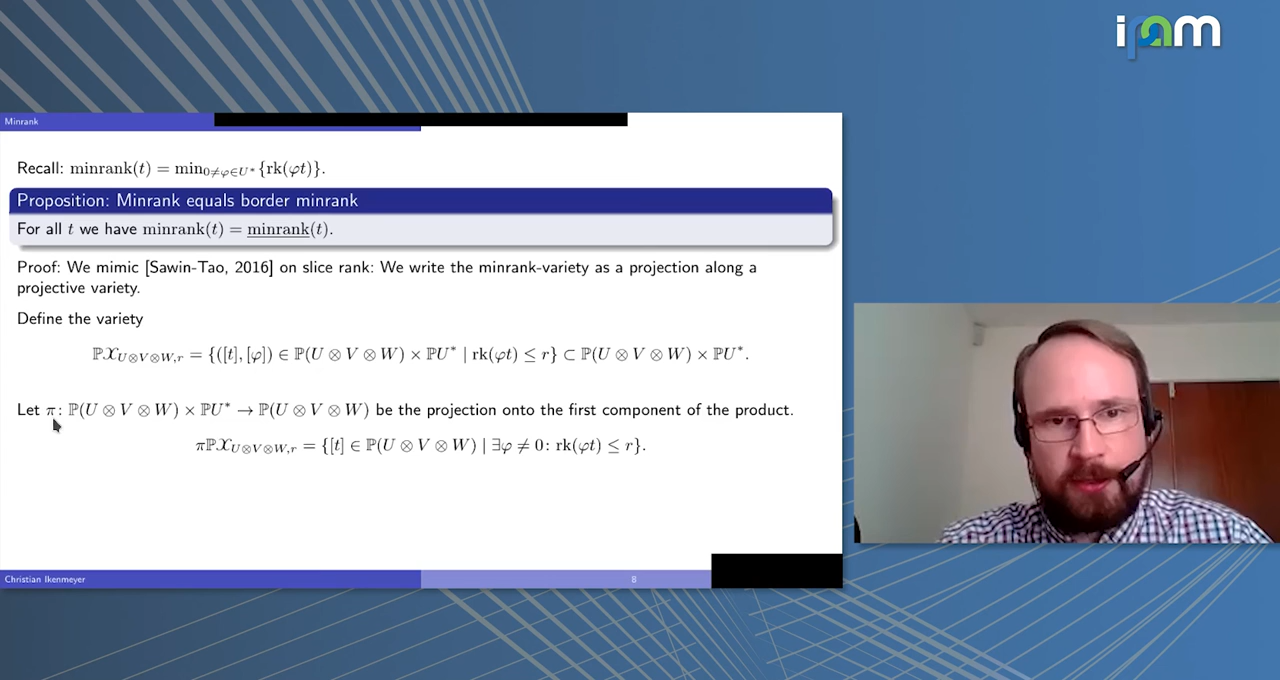 ipam
Minrank
Recall: minrank(t) = min_{0≠φ∈U*}{rk(φt)}.
Proposition: Minrank equals border minrank
For all t we have minrank(t) = \underline{minrank}(t).
Proof: We mimic [Sawin-Tao, 2016] on slice rank: We write the minrank-variety as a projection along a
projective variety.
Define the variety
ℙ𝒳_{U⊗V⊗W,r} = {([t], [φ]) ∈ ℙ(U ⊗ V ⊗ W) × ℙU* | rk(φt) ≤ r} ⊂ ℙ(U ⊗ V ⊗ W) × ℙU*.
Let π: ℙ(U ⊗ V ⊗ W) × ℙU* → ℙ(U ⊗ V ⊗ W) be the projection onto the first component of the product.
πℙ𝒳_{U⊗V⊗W,r} = {[t] ∈ ℙ(U ⊗ V ⊗ W) | ∃φ ≠ 0: rk(φt) ≤ r}.
Christian Ikenmeyer
8